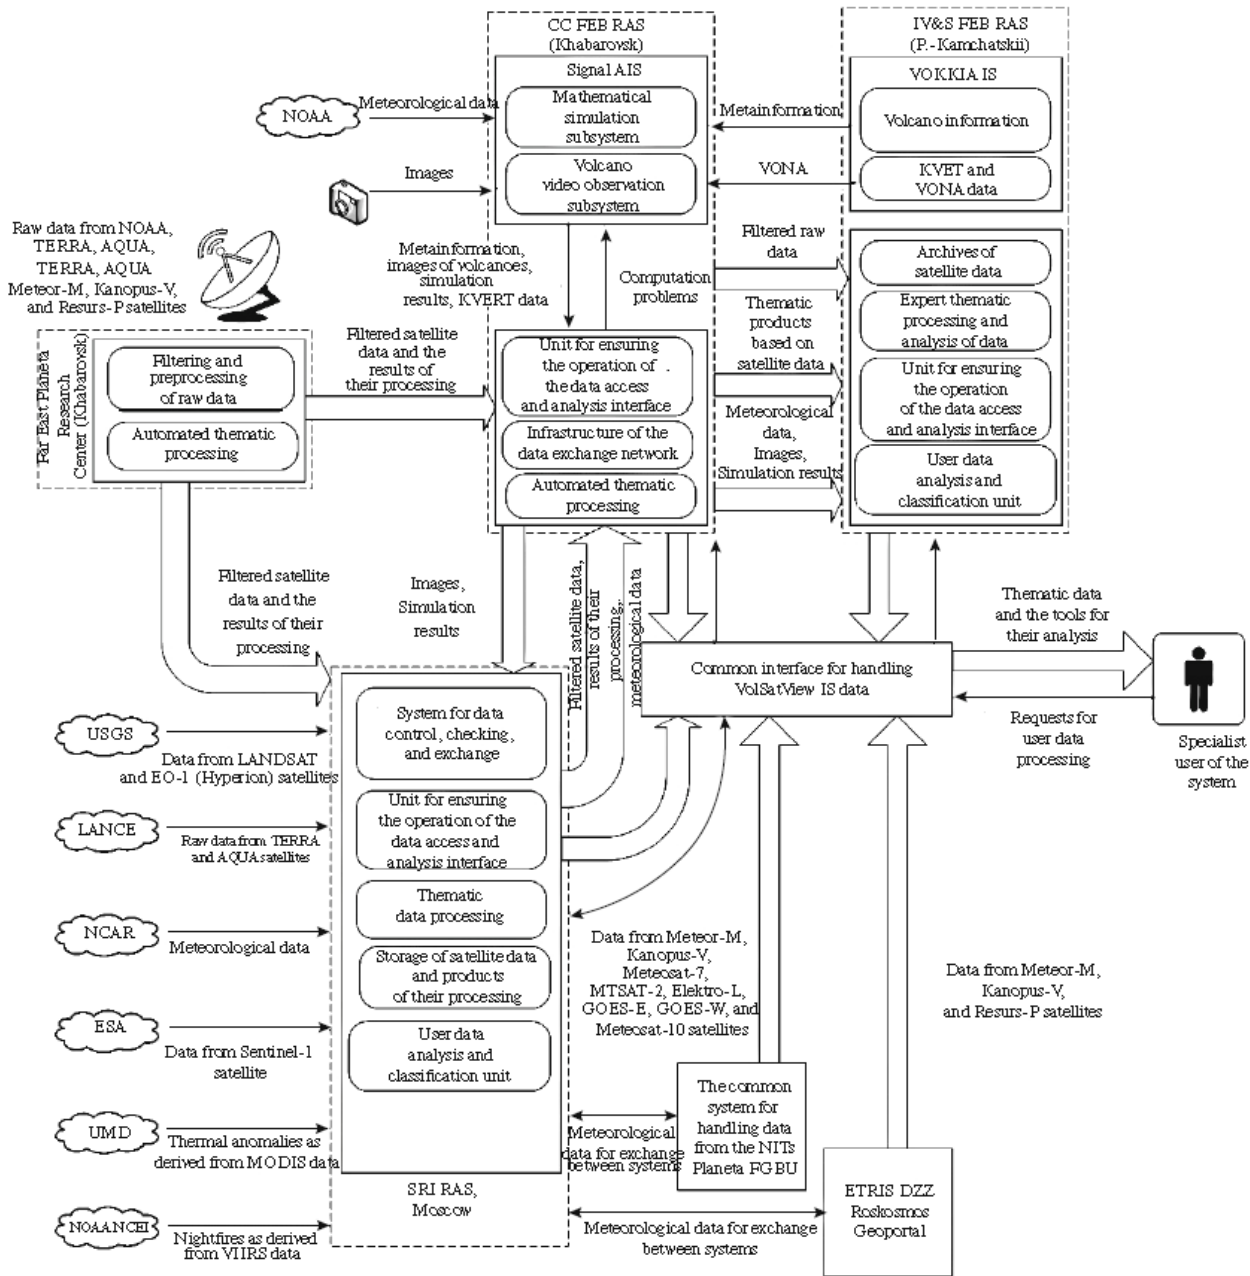 CC FEB RAS
(Khabarovsk)
IV&S FEB RAS
(P.-Kamchatskii)
Signal AIS
VOKKIA IS
Mathematical
simulation
subsystem
Volcano
video observation
subsystem
Volcano information
KVET and
VONA data
NOAA
Meteorological data
Images
Metainformation
VONA
Raw data from NOAA,
TERRA, AQUA,
TERRA, AQUA
Meteor-M, Kanopus-V,
and Resurs-P satellites
Metainformation,
images of volcanoes,
simulation
results, KVERT data
Computation
problems
Filtered raw
data
Thematic
products
based on
satellite data
Meteorological
data,
Images,
Simulation results
Archives of
satellite data
Expert thematic
processing and
analysis of data
Unit for ensuring
the operation
of the data access
and analysis interface
User data
analysis and
classification unit
Far East Planeta
Research
Center (Khabarovsk)
Filtering and
preprocessing
of raw data
Automated thematic
processing
Filtered satellite
data and the
results of
their processing
Unit for ensuring
the operation of
the data access
and analysis interface
Infrastructure of the
data exchange network
Automated thematic
processing
Filtered satellite
data and the
results of their
processing
Images,
Simulation
results
Filtered satellite data,
results of their
processing,
meteorological data
Common interface for handling
VolSatView IS data
Thematic data
and the tools for
their analysis
Requests for
user data
processing
Specialist
user of the
system
USGS
Data from LANDSAT
and EO-1 (Hyperion) satellites
LANCE
Raw data from TERRA
and AQUA satellites
NCAR
Meteorological data
ESA
Data from Sentinel-1
satellite
UMD
Thermal anomalies as
derived from MODIS data
NOAA NCEI
Nightfires as derived
from VIIRS data
System for data
control, checking,
and exchange
Unit for ensuring
the operation of the
data access and
analysis interface
Thematic
data processing
Storage of satellite data
and products
of their processing
User data
analysis and
classification unit
SRI RAS,
Moscow
Data from Meteor-M,
Kanopus-V,
Meteosat-7,
MTSAT-2, Elektro-L,
GOES-E, GOES-W, and
Meteosat-10 satellites
Data from Meteor-M,
Kanopus-V,
and Resurs-P satellites
Meteorological
data for exchange
between systems
The common
system for
handling data
from the NITs
Planeta FGBU
Meteorological data for exchange
between systems
ETRIS DZZ
Roskosmos
Geoportal